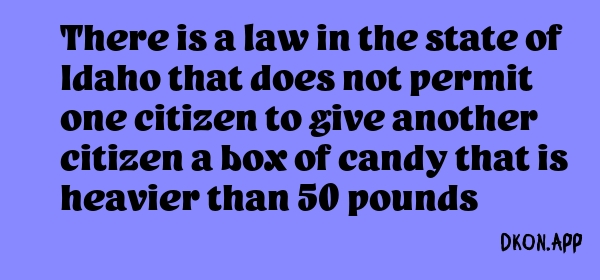 There is a law in the state of
Idaho that does not permit
one citizen to give another
citizen a box of candy that is
heavier than 50 pounds
DKON.APP